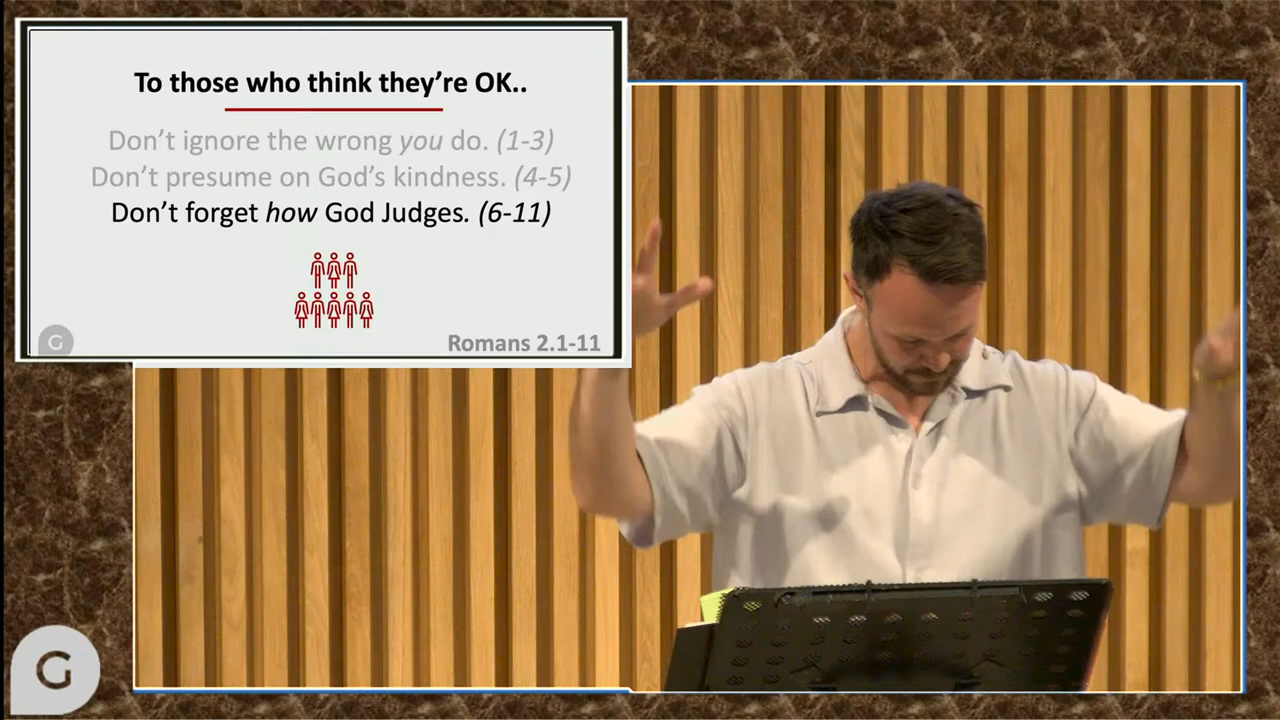 To those who think they’re OK..
Don’t ignore the wrong you do. (1-3)
Don’t presume on God’s kindness. (4-5)
Don’t forget how God Judges. (6-11)
G
Romans 2.1-11
G